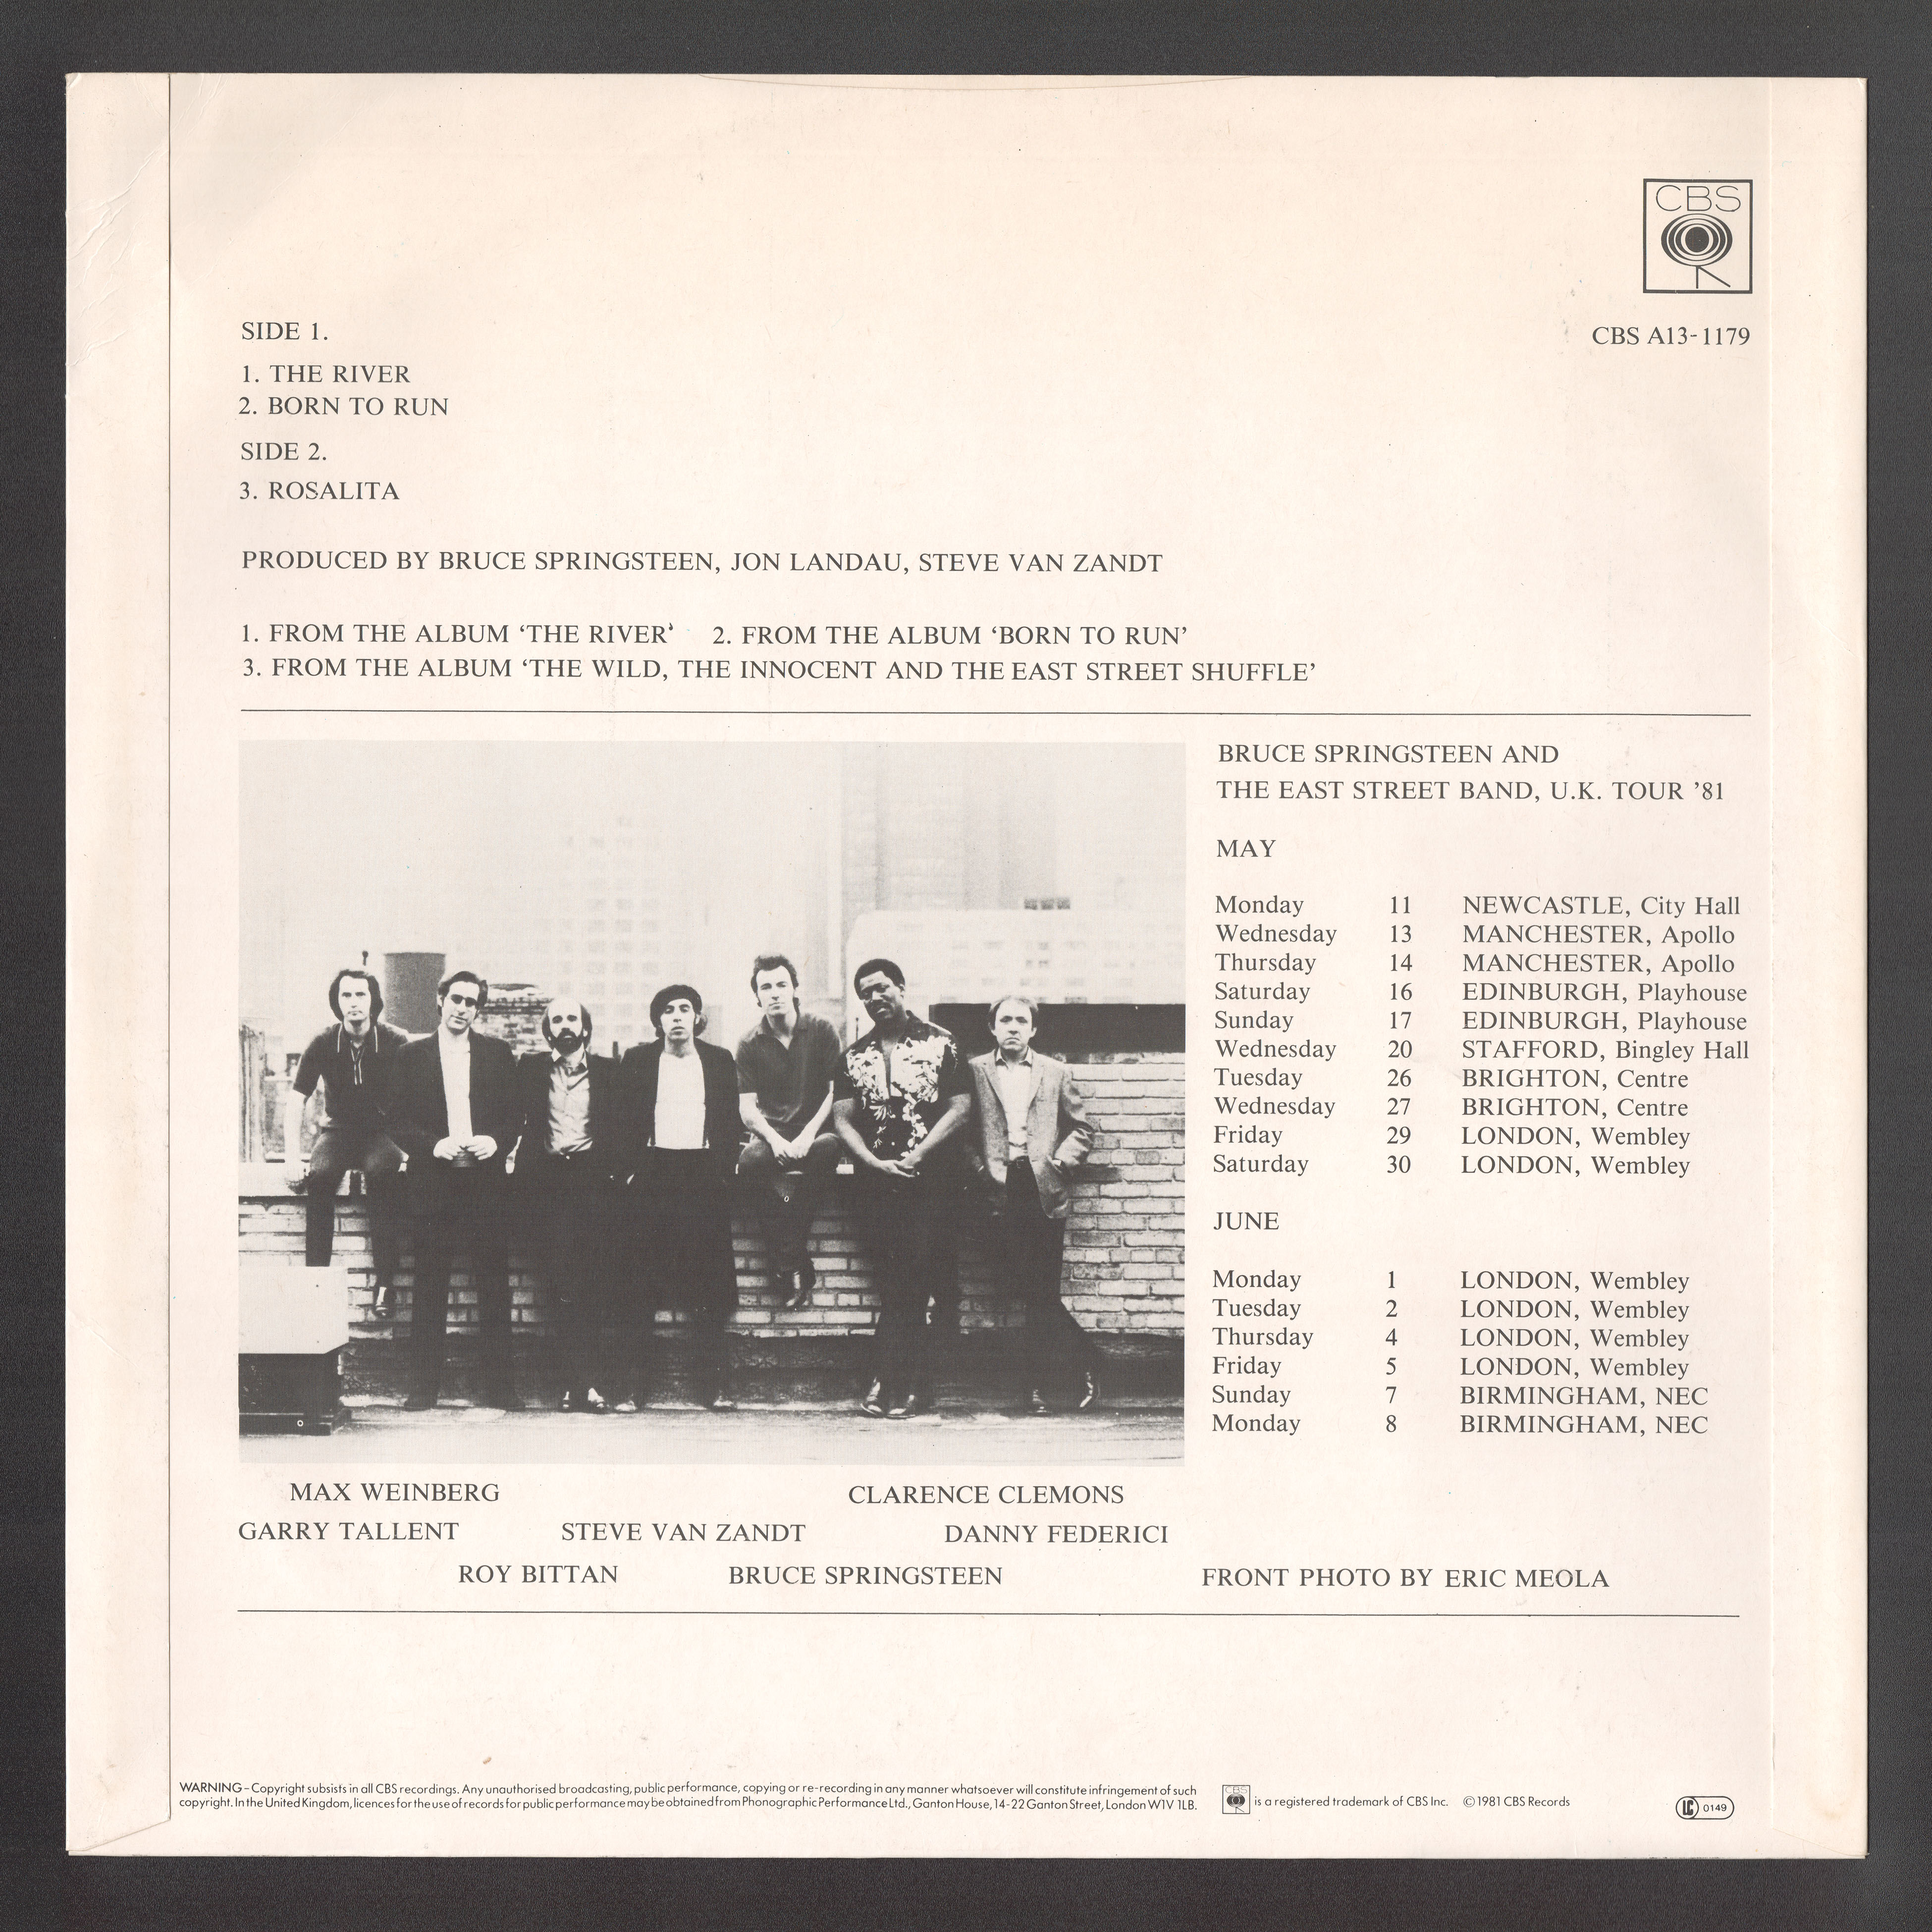 CBS
CBS A13-1179
SIDE 1.
1. THE RIVER
2. BORN TO RUN
SIDE 2.
3. ROSALITA
PRODUCED BY BRUCE SPRINGSTEEN, JON LANDAU, STEVE VAN ZANDT
1. FROM THE ALBUM ‘THE RIVER’ 2. FROM THE ALBUM ‘BORN TO RUN’
3. FROM THE ALBUM ‘THE WILD, THE INNOCENT AND THE EAST STREET SHUFFLE’
BRUCE SPRINGSTEEN AND
THE EAST STREET BAND, U.K. TOUR ’81
MAY
Monday 11 NEWCASTLE, City Hall
Wednesday 13 MANCHESTER, Apollo
Thursday 14 MANCHESTER, Apollo
Saturday 16 EDINBURGH, Playhouse
Sunday 17 EDINBURGH, Playhouse
Wednesday 20 STAFFORD, Bingley Hall
Tuesday 26 BRIGHTON, Centre
Wednesday 27 BRIGHTON, Centre
Friday 29 LONDON, Wembley
Saturday 30 LONDON, Wembley
JUNE
Monday 1 LONDON, Wembley
Tuesday 2 LONDON, Wembley
Thursday 4 LONDON, Wembley
Friday 5 LONDON, Wembley
Sunday 7 BIRMINGHAM, NEC
Monday 8 BIRMINGHAM, NEC
MAX WEINBERG CLARENCE CLEMONS
GARRY TALLENT STEVE VAN ZANDT DANNY FEDERICI
ROY BITTAN BRUCE SPRINGSTEEN
FRONT PHOTO BY ERIC MEOLA
WARNING – Copyright subsists in all CBS recordings. Any unauthorised broadcasting, public performance, copying or re-recording in any manner whatsoever will constitute infringement of such
copyright. In the United Kingdom, licences for the use of records for public performance may be obtained from Phonographic Performance Ltd., Ganton House, 14-22 Ganton Street, London W1V 1LB.
CBS is a registered trademark of CBS Inc. © 1981 CBS Records
LC 0149